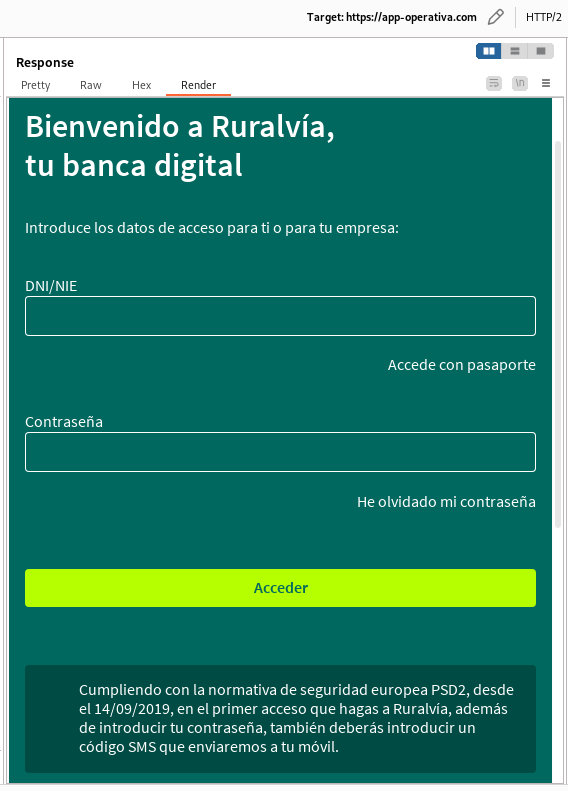 Target: https://app-operativa.com
HTTP/2
Response
Pretty Raw Hex Render
\n
Bienvenido a Ruralvía,
tu banca digital
Introduce los datos de acceso para ti o para tu empresa:
DNI/NIE
Accede con pasaporte
Contraseña
He olvidado mi contraseña
Acceder
Cumpliendo con la normativa de seguridad europea PSD2, desde
el 14/09/2019, en el primer acceso que hagas a Ruralvía, además
de introducir tu contraseña, también deberás introducir un
código SMS que enviaremos a tu móvil.